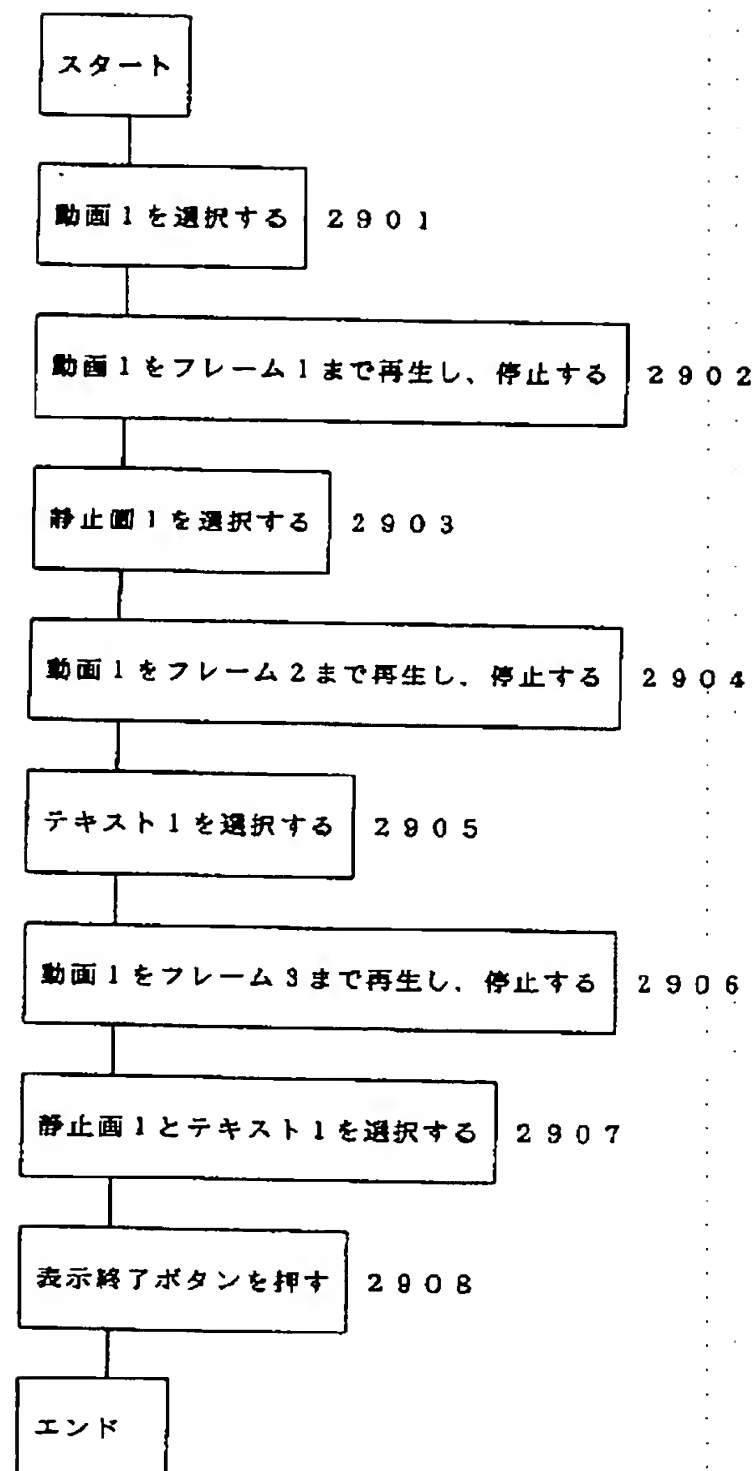 スタート
動画1を選択する 2901
動画1をフレーム1まで再生し、停止する 2902
静止画1を選択する 2903
動画1をフレーム2まで再生し、停止する 2904
テキスト1を選択する 2905
動画1をフレーム3まで再生し、停止する 2906
静止画1とテキスト1を選択する 2907
表示終了ボタンを押す 2908
エンド